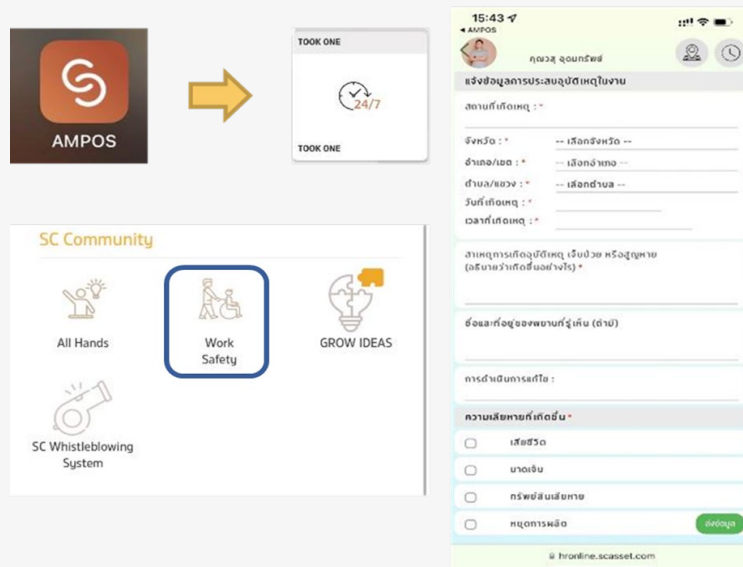 AMPOS
TOOK ONE
24/7
TOOK ONE
SC Community
All Hands
Work
Safety
GROW IDEAS
SC Whistleblowing
System
15:43
◀ AMPOS
คุณวสุ อุดมทรัพย์
แจ้งข้อมูลการประสบอุบัติเหตุในงาน
สถานที่เกิดเหตุ : *
จังหวัด : * -- เลือกจังหวัด --
อำเภอ/เขต : * -- เลือกอำเภอ --
ตำบล/แขวง : * -- เลือกตำบล --
วันที่เกิดเหตุ : *
เวลาที่เกิดเหตุ : *
สาเหตุการเกิดอุบัติเหตุ เจ็บป่วย หรือสูญหาย
(อธิบายว่าเกิดขึ้นอย่างไร) *
ชื่อและที่อยู่ของพยานที่รู้เห็น (ถ้ามี)
การดำเนินการแก้ไข :
ความเสียหายที่เกิดขึ้น *
เสียชีวิต
บาดเจ็บ
ทรัพย์สินเสียหาย
หยุดการผลิต
ส่งข้อมูล
hronline.scasset.com